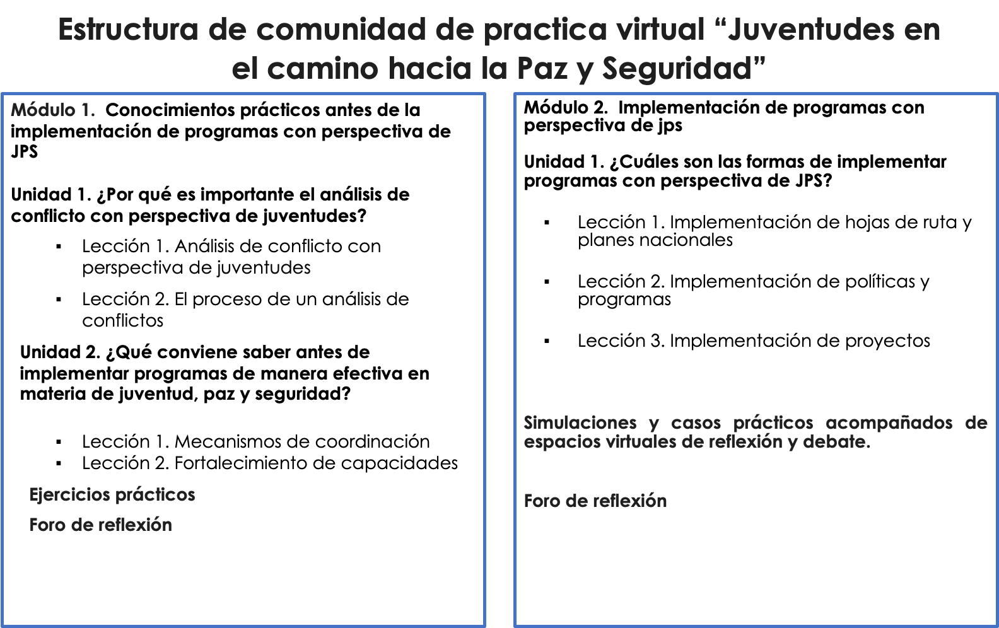 Estructura de comunidad de practica virtual “Juventudes en
el camino hacia la Paz y Seguridad”
Módulo 1.  Conocimientos prácticos antes de la
implementación de programas con perspectiva de
JPS
Unidad 1. ¿Por qué es importante el análisis de
conflicto con perspectiva de juventudes?
▪ Lección 1. Análisis de conflicto con
perspectiva de juventudes
▪ Lección 2. El proceso de un análisis de
conflictos
Unidad 2. ¿Qué conviene saber antes de
implementar programas de manera efectiva en
materia de juventud, paz y seguridad?
▪ Lección 1. Mecanismos de coordinación
▪ Lección 2. Fortalecimiento de capacidades
Ejercicios prácticos
Foro de reflexión
Módulo 2.  Implementación de programas con
perspectiva de jps
Unidad 1. ¿Cuáles son las formas de implementar
programas con perspectiva de JPS?
▪ Lección 1. Implementación de hojas de ruta y
planes nacionales
▪ Lección 2. Implementación de políticas y
programas
▪ Lección 3. Implementación de proyectos
Simulaciones y casos prácticos acompañados de
espacios virtuales de reflexión y debate.
Foro de reflexión